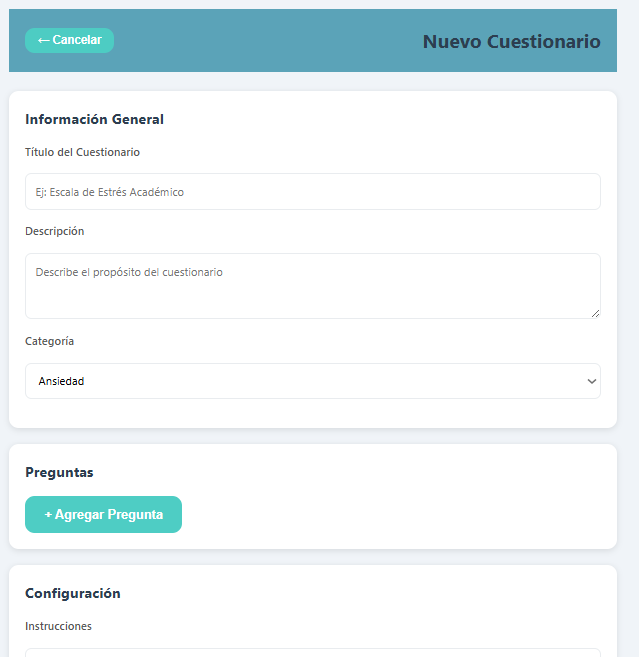 ← Cancelar
Nuevo Cuestionario
Información General
Título del Cuestionario
Ej: Escala de Estrés Académico
Descripción
Describe el propósito del cuestionario
Categoría
Ansiedad
Preguntas
+ Agregar Pregunta
Configuración
Instrucciones